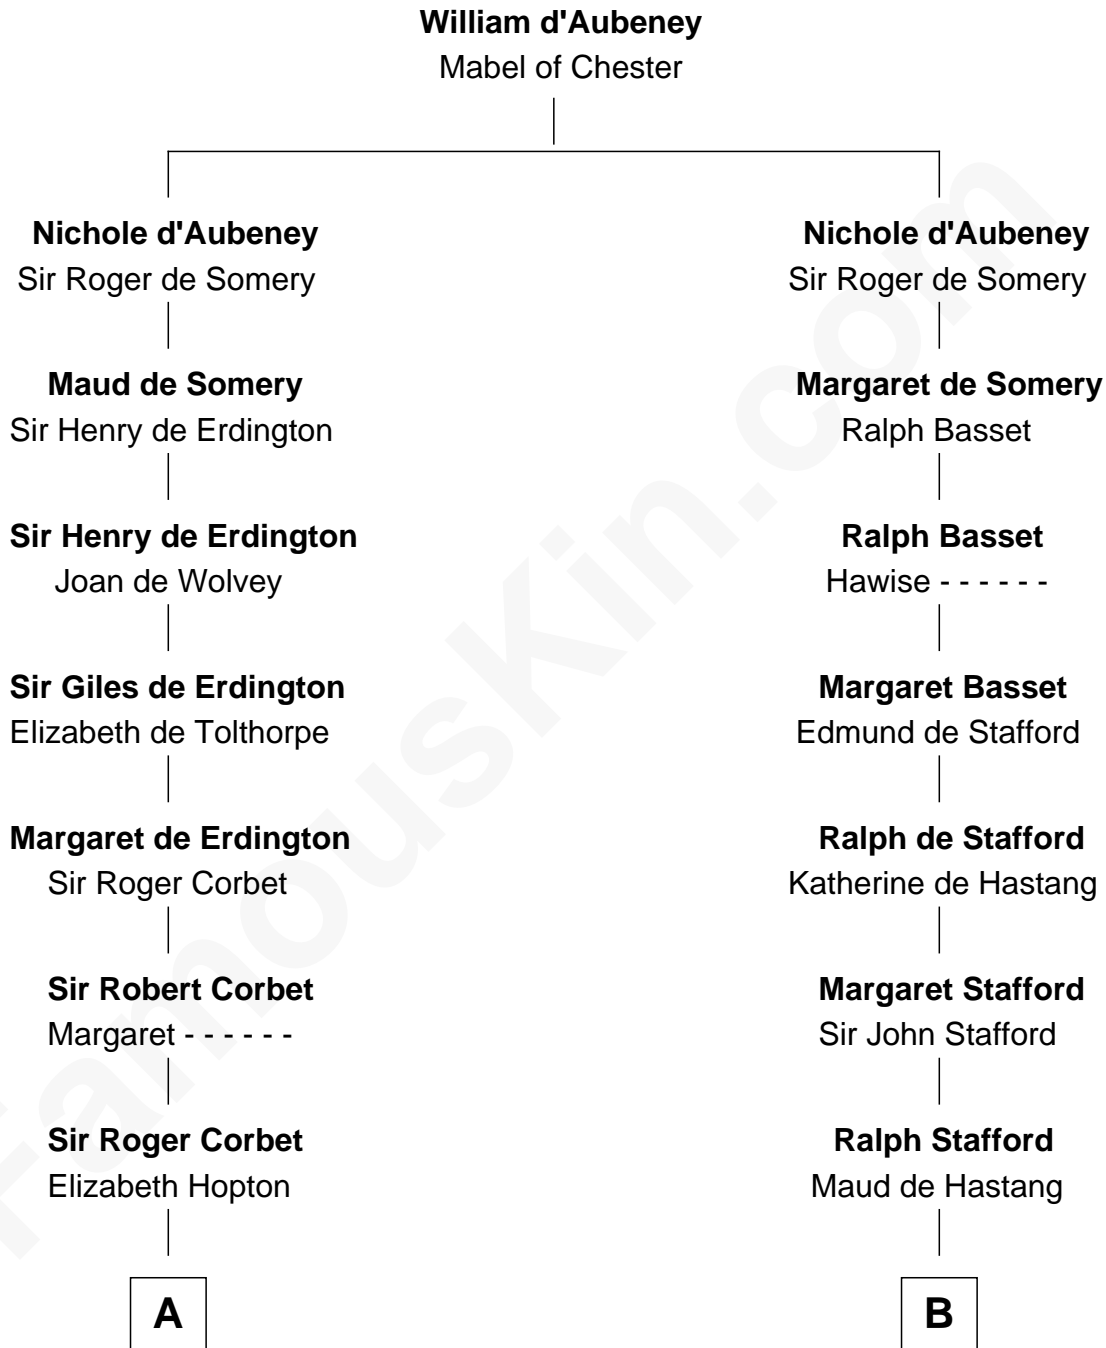 William d'Aubeney
Mabel of Chester
Nichole d'Aubeney
Sir Roger de Somery
Maud de Somery
Sir Henry de Erdington
Sir Henry de Erdington
Joan de Wolvey
Sir Giles de Erdington
Elizabeth de Tolthorpe
Margaret de Erdington
Sir Roger Corbet
Sir Robert Corbet
Margaret - - - - - -
Sir Roger Corbet
Elizabeth Hopton
A
Nichole d'Aubeney
Sir Roger de Somery
Margaret de Somery
Ralph Basset
Ralph Basset
Hawise - - - - - -
Margaret Basset
Edmund de Stafford
Ralph de Stafford
Katherine de Hastang
Margaret Stafford
Sir John Stafford
Ralph Stafford
Maud de Hastang
B
FamousKin.com